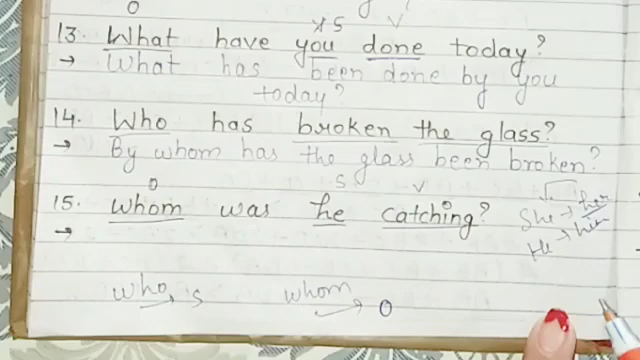 O
* S V
13. What have you done today?
→ What has been done by you
today?
14. Who has broken the glass?
→ By whom has the glass been broken?
O S V
15. whom was he catching?
She → her
He → him
→
who → S whom → O